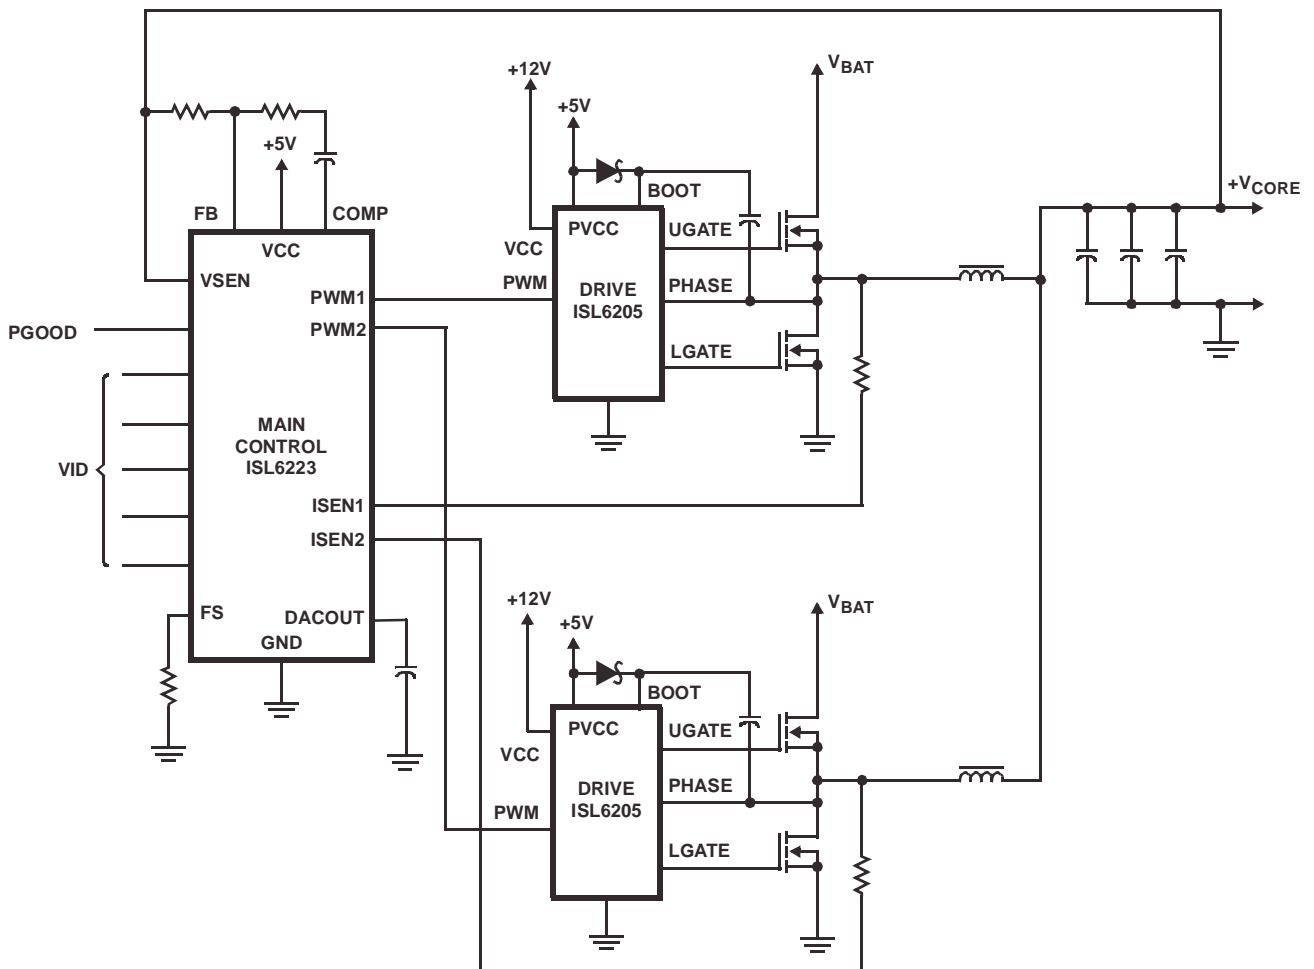 +12V
VBAT
+5V
+5V
+VCORE
BOOT
FB
COMP
PVCC
UGATE
VCC
VCC
VSEN
PWM
DRIVE
ISL6205
PHASE
PWM1
PGOOD
PWM2
LGATE
MAIN
CONTROL
ISL6223
VID
ISEN1
ISEN2
FS
DACOUT
GND
+12V
VBAT
+5V
BOOT
PVCC
UGATE
VCC
DRIVE
ISL6205
PHASE
PWM
LGATE